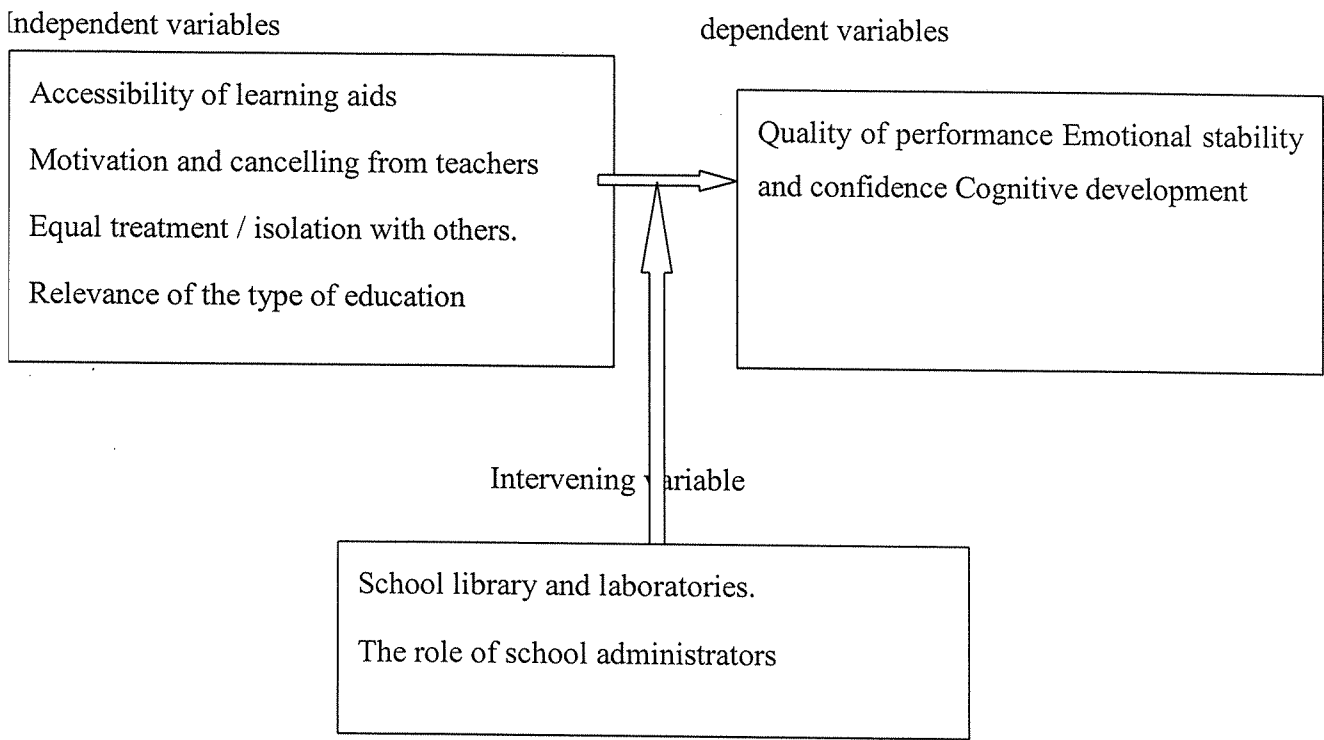 Independent variables
dependent variables
Accessibility of learning aids
Motivation and cancelling from teachers
Equal treatment / isolation with others.
Relevance of the type of education
Quality of performance Emotional stability
and confidence Cognitive development
Intervening variable
School library and laboratories.
The role of school administrators